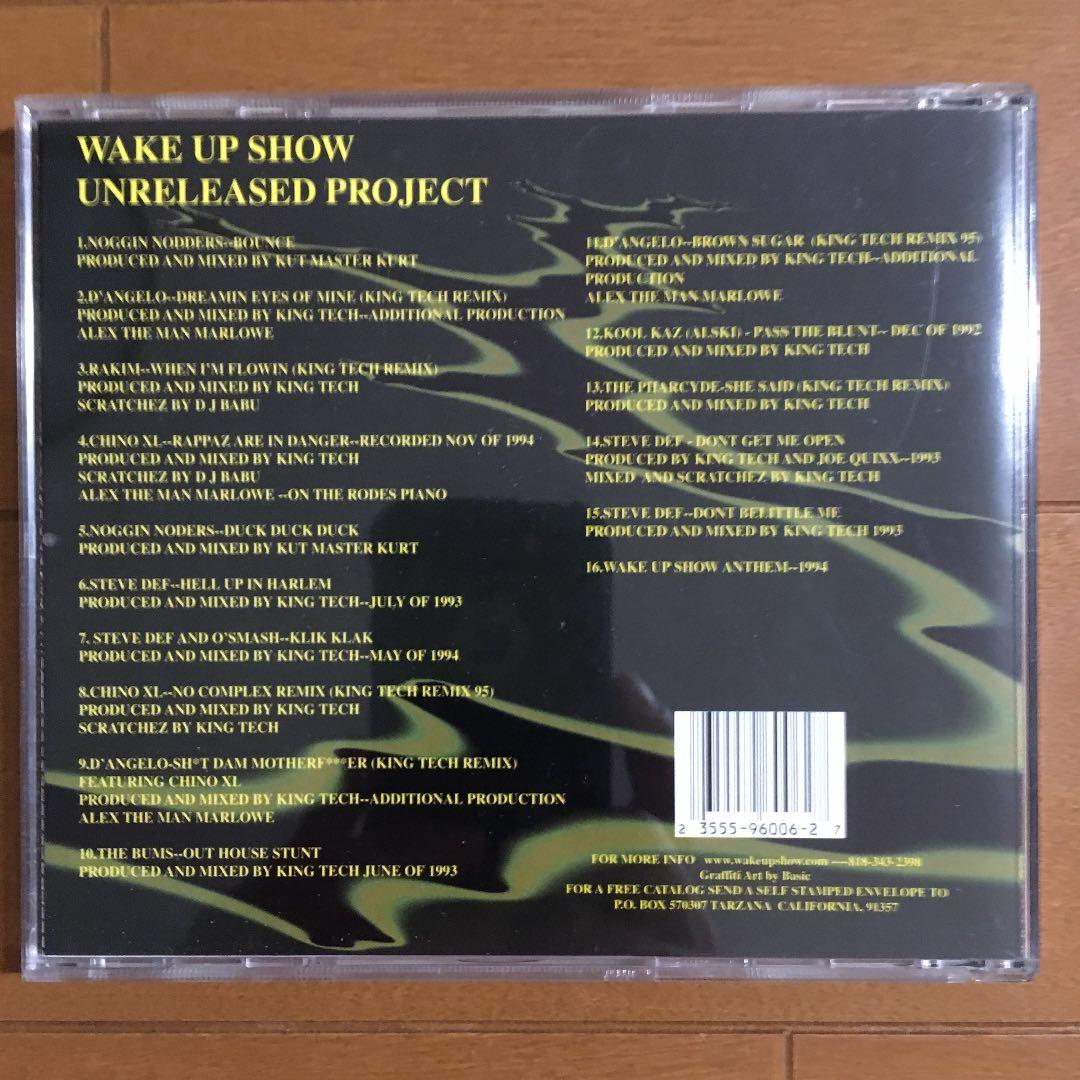 WAKE UP SHOW
UNRELEASED PROJECT
1.NOGGIN NODDERS--BOUNCE
PRODUCED AND MIXED BY KUT MASTER KURT
2.D'ANGELO--DREAMIN EYES OF MINE (KING TECH REMIX)
PRODUCED AND MIXED BY KING TECH--ADDITIONAL PRODUCTION
ALEX THE MAN MARLOWE
3.RAKIM--WHEN I'M FLOWIN (KING TECH REMIX)
PRODUCED AND MIXED BY KING TECH
SCRATCHEZ BY D J BABU
4.CHINO XL--RAPPAZ ARE IN DANGER--RECORDED NOV OF 1994
PRODUCED AND MIXED BY KING TECH
SCRATCHEZ BY D J BABU
ALEX THE MAN MARLOWE --ON THE RODES PIANO
5.NOGGIN NODERS--DUCK DUCK DUCK
PRODUCED AND MIXED BY KUT MASTER KURT
6.STEVE DEF--HELL UP IN HARLEM
PRODUCED AND MIXED BY KING TECH--JULY OF 1993
7. STEVE DEF AND O'SMASH--KLIK KLAK
PRODUCED AND MIXED BY KING TECH--MAY OF 1994
8.CHINO XL--NO COMPLEX REMIX (KING TECH REMIX 95)
PRODUCED AND MIXED BY KING TECH
SCRATCHEZ BY KING TECH
9.D'ANGELO-SH*T DAM MOTHERF***ER (KING TECH REMIX)
FEATURING CHINO XL
PRODUCED AND MIXED BY KING TECH--ADDITIONAL PRODUCTION
ALEX THE MAN MARLOWE
10.THE BUMS--OUT HOUSE STUNT
PRODUCED AND MIXED BY KING TECH JUNE OF 1993
11.D'ANGELO--BROWN SUGAR (KING TECH REMIX 95)
PRODUCED AND MIXED BY KING TECH--ADDITIONAL
PRODUCTION
ALEX THE MAN MARLOWE
12.KOOL KAZ (ALSKI) - PASS THE BLUNT-- DEC OF 1992
PRODUCED AND MIXED BY KING TECH
13.THE PHARCYDE-SHE SAID (KING TECH REMIX)
PRODUCED AND MIXED BY KING TECH
14.STEVE DEF - DONT GET ME OPEN
PRODUCED BY KING TECH AND JOE QUIXX--1993
MIXED AND SCRATCHEZ BY KING TECH
15.STEVE DEF--DONT BELITTLE ME
PRODUCED AND MIXED BY KING TECH 1993
16.WAKE UP SHOW ANTHEM--1994
2 3555-96006-2 7
FOR MORE INFO www.wakeupshow.com ----818-343-2398
Graffiti Art by Basic
FOR A FREE CATALOG SEND A SELF STAMPED ENVELOPE TO
P.O. BOX 570307 TARZANA CALIFORNIA, 91357